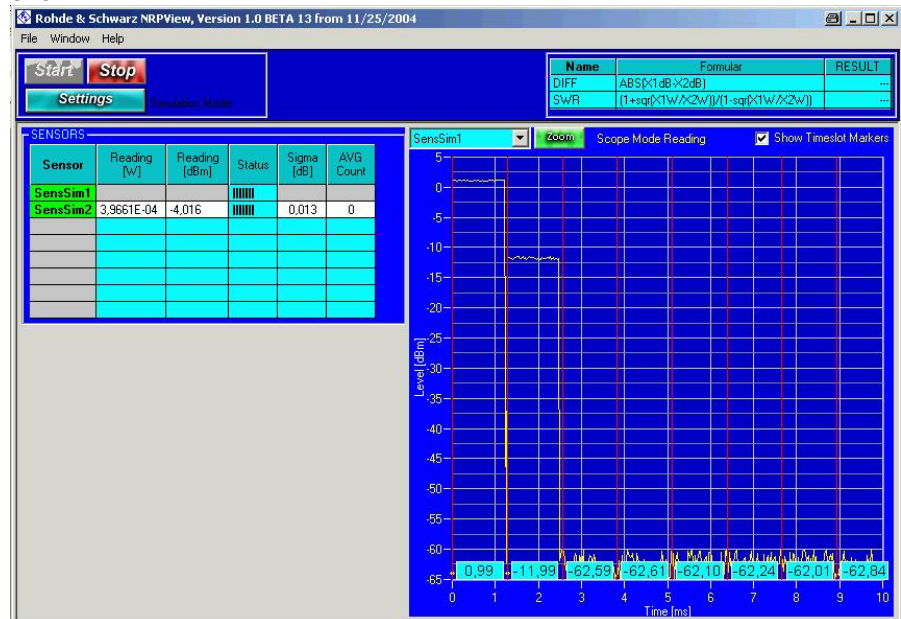 Rohde & Schwarz NRPView, Version 1.0 BETA 13 from 11/25/2004
File Window Help
Start Stop
Settings Simulation Mode
Name Formular RESULT
DIFF ABS(X1dB-X2dB) ---
SWR (1+sqr(X1W/X2W))/(1-sqr(X1W/X2W)) ---
SENSORS
Sensor Reading [W] Reading [dBm] Status Sigma [dB] AVG Count
SensSim1
SensSim2 3,9661E-04 -4,016 0,013 0
SensSim1 Zoom Scope Mode Reading Show Timeslot Markers
5
0
-5
-10
-15
-20
-25
-30
-35
-40
-45
-50
-55
-60
-65
Level [dBm]
0,99 -11,99 -62,59 -62,61 -62,10 -62,24 -62,01 -62,84
0 1 2 3 4 5 6 7 8 9 10
Time [ms]